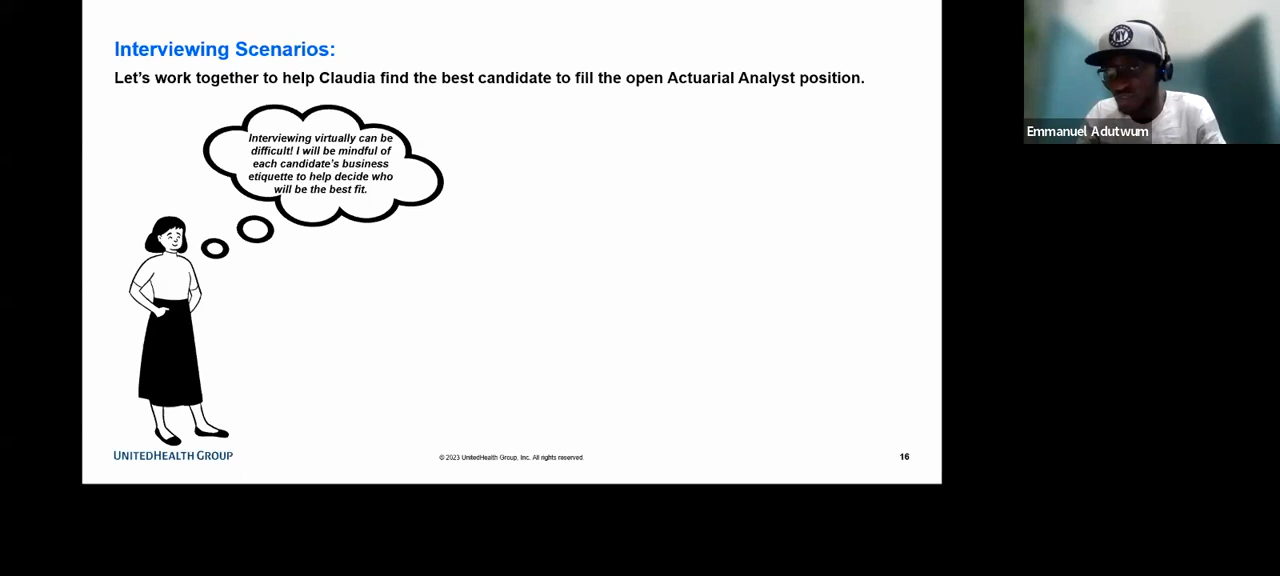 Interviewing Scenarios:
Let's work together to help Claudia find the best candidate to fill the open Actuarial Analyst position.
Interviewing virtually can be
difficult! I will be mindful of
each candidate's business
etiquette to help decide who
will be the best fit.
UNITEDHEALTH GROUP
© 2023 UnitedHealth Group, Inc. All rights reserved.
16
NY
Emmanuel Adutwum